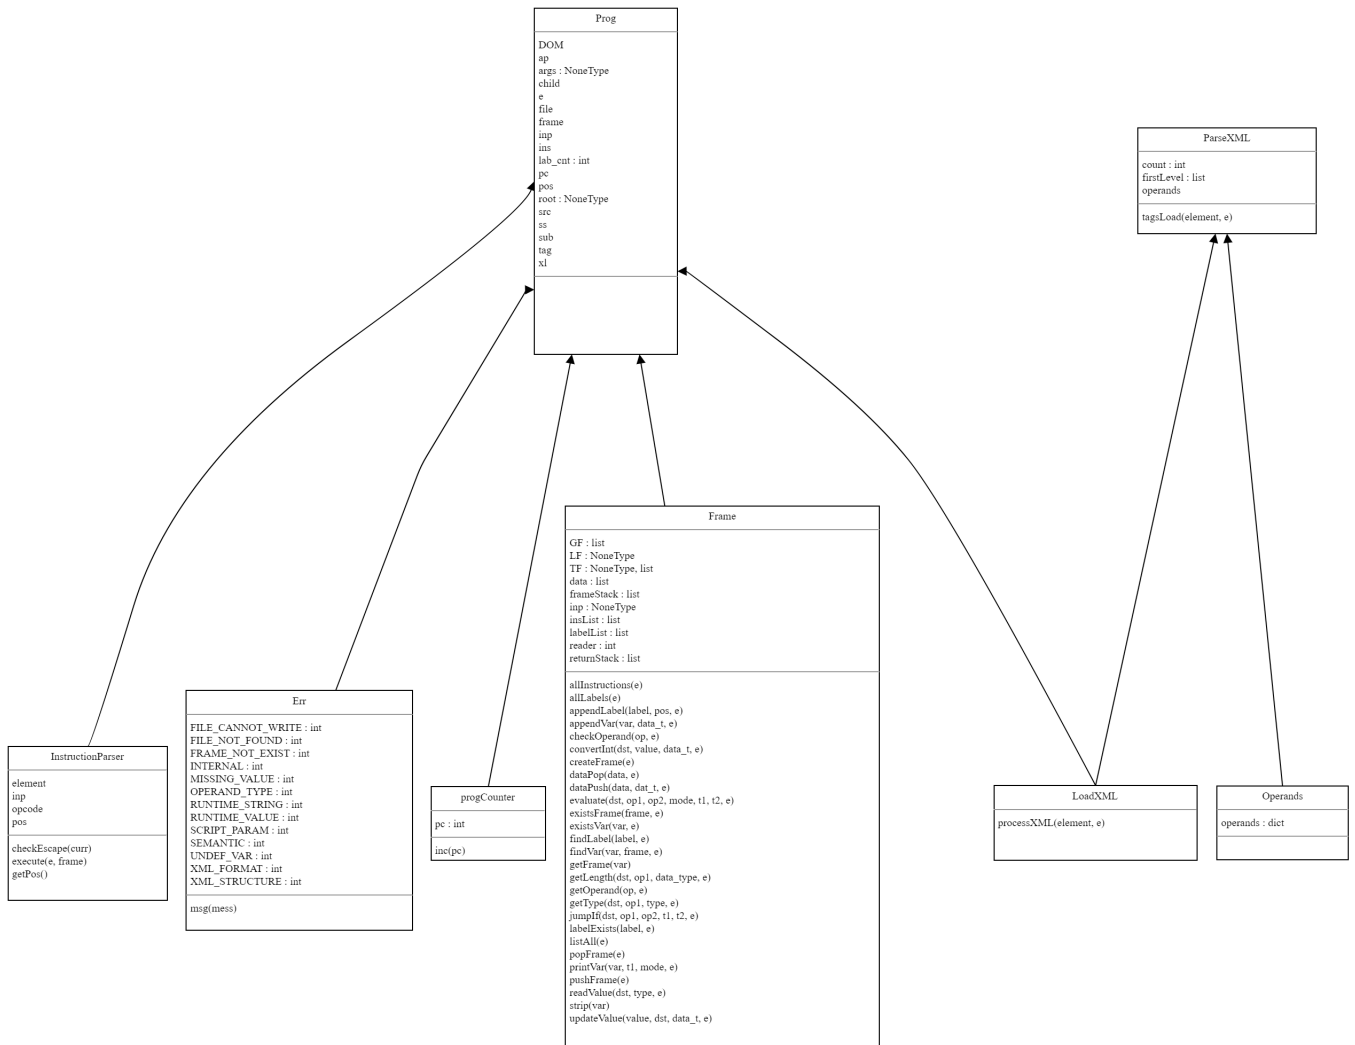 Prog
DOM
ap
args : NoneType
child
e
file
frame
inp
ins
lab_cnt : int
pc
pos
root : NoneType
src
ss
sub
tag
xl
ParseXML
count : int
firstLevel : list
operands
tagsLoad(element, e)
InstructionParser
element
inp
opcode
pos
checkEscape(curr)
execute(e, frame)
getPos()
Err
FILE_CANNOT_WRITE : int
FILE_NOT_FOUND : int
FRAME_NOT_EXIST : int
INTERNAL : int
MISSING_VALUE : int
OPERAND_TYPE : int
RUNTIME_STRING : int
RUNTIME_VALUE : int
SCRIPT_PARAM : int
SEMANTIC : int
UNDEF_VAR : int
XML_FORMAT : int
XML_STRUCTURE : int
msg(mess)
progCounter
pc : int
inc(pc)
Frame
GF : list
LF : NoneType
TF : NoneType, list
data : list
frameStack : list
inp : NoneType
insList : list
labelList : list
reader : int
returnStack : list
allInstructions(e)
allLabels(e)
appendLabel(label, pos, e)
appendVar(var, data_t, e)
checkOperand(op, e)
convertInt(dst, value, data_t, e)
createFrame(e)
dataPop(data, e)
dataPush(data, dat_t, e)
evaluate(dst, op1, op2, mode, t1, t2, e)
existsFrame(frame, e)
existsVar(var, e)
findLabel(label, e)
findVar(var, frame, e)
getFrame(var)
getLength(dst, op1, data_type, e)
getOperand(op, e)
getType(dst, op1, type, e)
jumpIf(dst, op1, op2, t1, t2, e)
labelExists(label, e)
listAll(e)
popFrame(e)
printVar(var, t1, mode, e)
pushFrame(e)
readValue(dst, type, e)
strip(var)
updateValue(value, dst, data_t, e)
LoadXML
processXML(element, e)
Operands
operands : dict